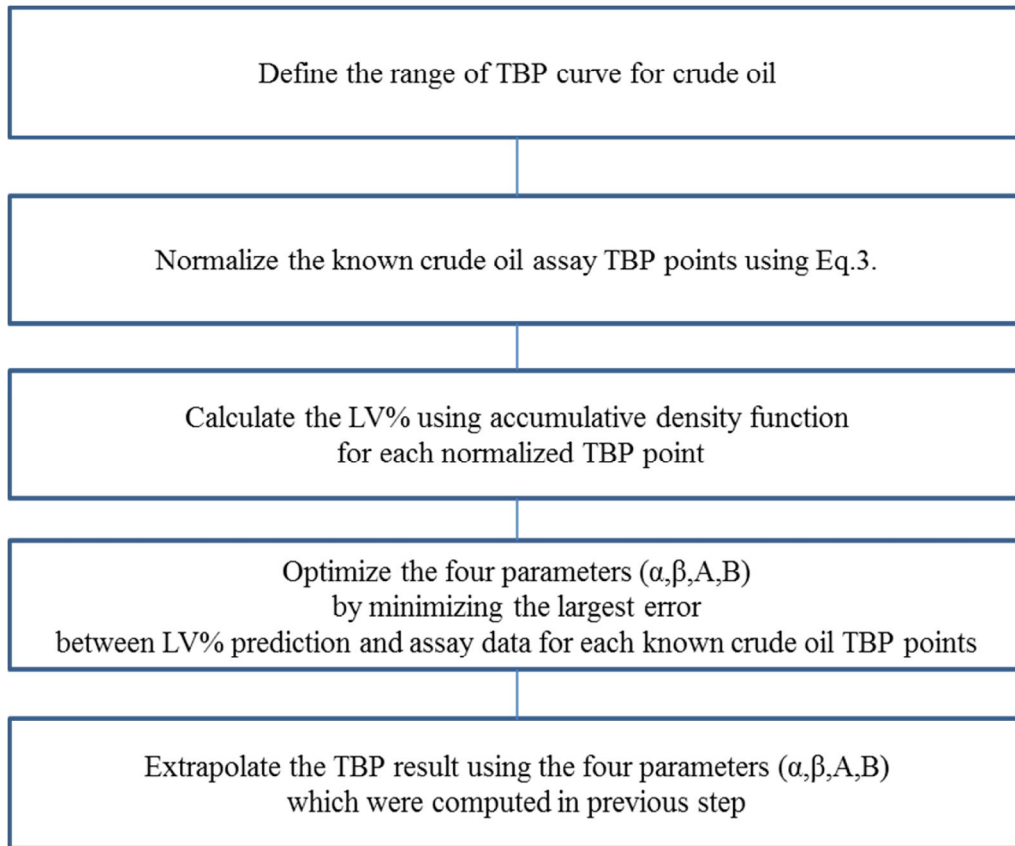 Define the range of TBP curve for crude oil
Normalize the known crude oil assay TBP points using Eq.3.
Calculate the LV% using accumulative density function
for each normalized TBP point
Optimize the four parameters (α,β,A,B)
by minimizing the largest error
between LV% prediction and assay data for each known crude oil TBP points
Extrapolate the TBP result using the four parameters (α,β,A,B)
which were computed in previous step